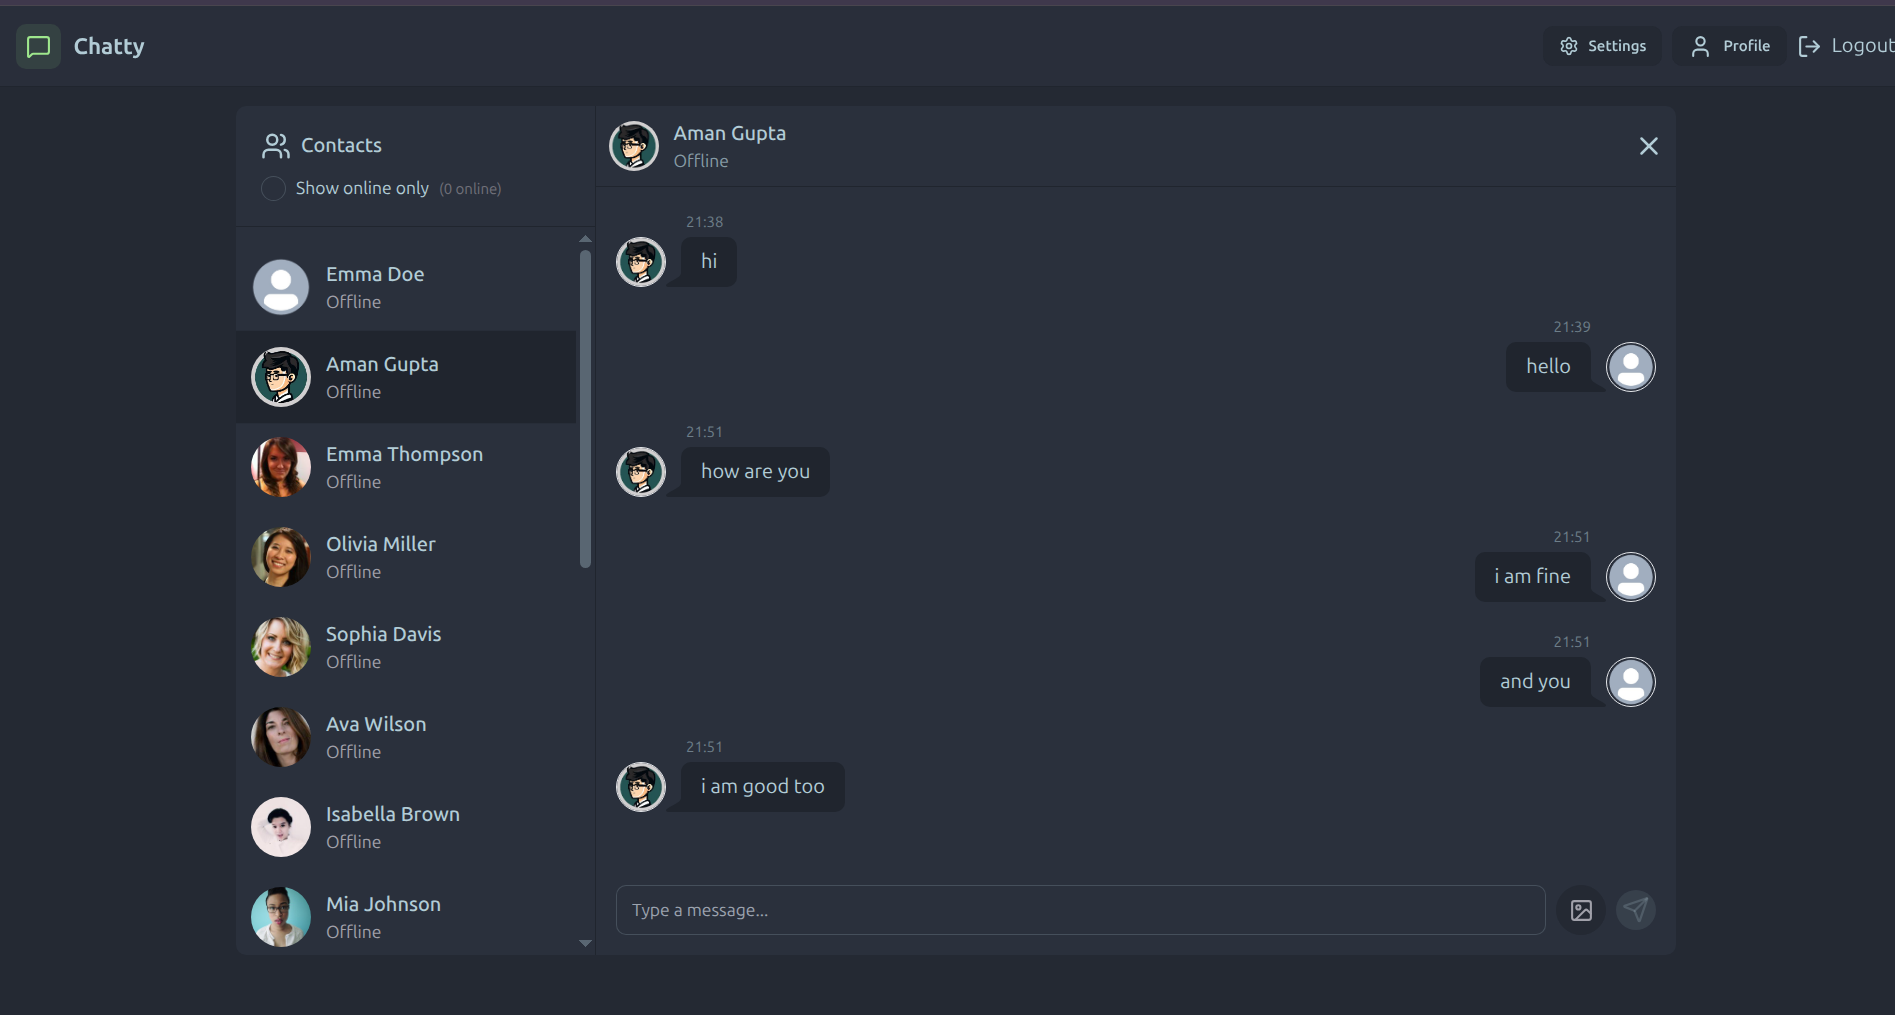 Chatty
Settings
Profile
Logout
Contacts
Show online only (0 online)
Emma Doe
Offline
Aman Gupta
Offline
Emma Thompson
Offline
Olivia Miller
Offline
Sophia Davis
Offline
Ava Wilson
Offline
Isabella Brown
Offline
Mia Johnson
Offline
Aman Gupta
Offline
21:38
hi
21:39
hello
21:51
how are you
21:51
i am fine
21:51
and you
21:51
i am good too
Type a message...